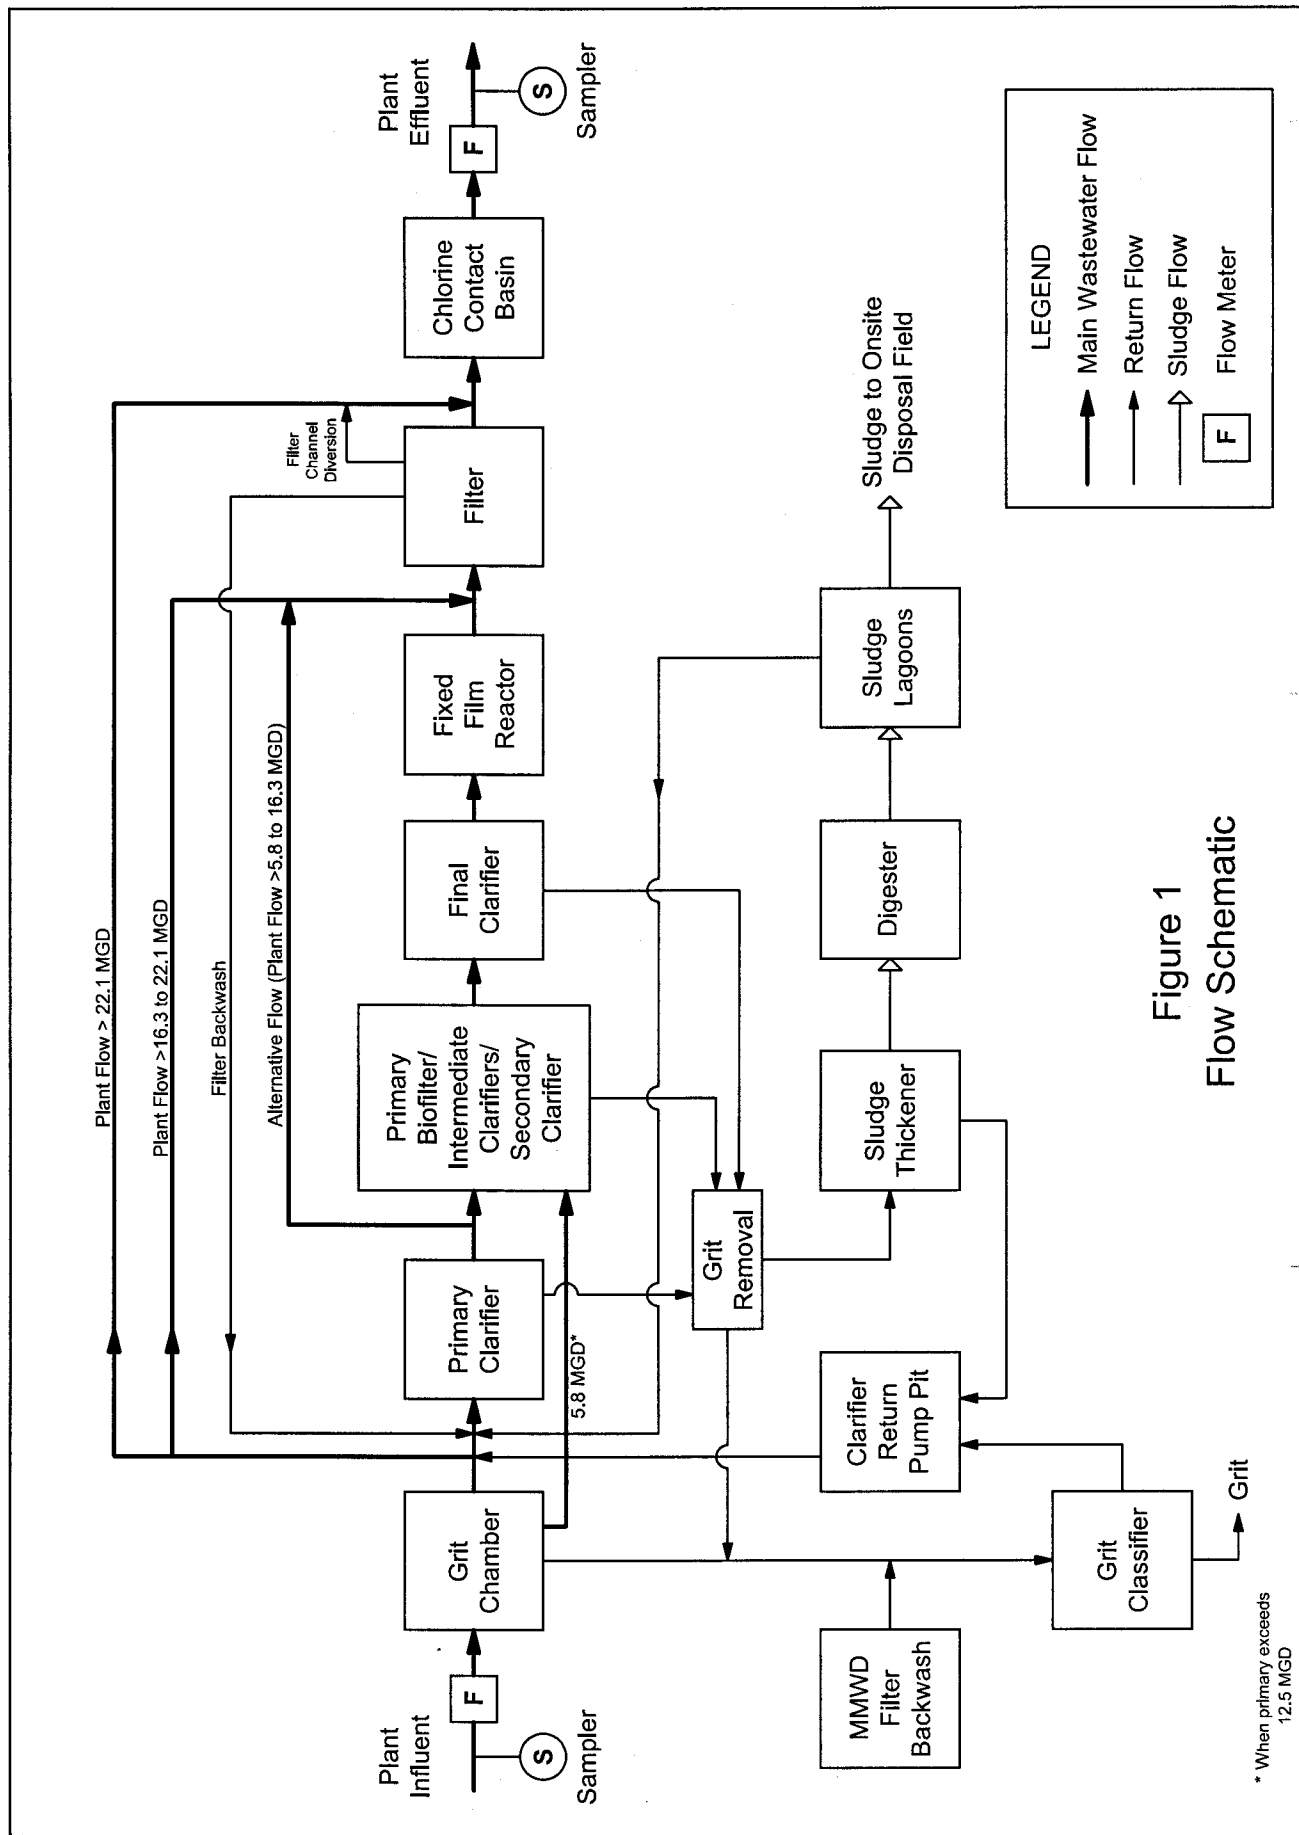 Plant Flow > 22.1 MGD
Plant Flow >16.3 to 22.1 MGD
Filter Backwash
Alternative Flow (Plant Flow >5.8 to 16.3 MGD)
Filter
Channel
Diversion
Plant
Influent
F
S
Sampler
Grit
Chamber
Primary
Clarifier
Primary
Biofilter/
Intermediate
Clarifiers/
Secondary
Clarifier
Final
Clarifier
Fixed
Film
Reactor
Filter
Chlorine
Contact
Basin
F
Plant
Effluent
S
Sampler
5.8 MGD*
Grit
Removal
MMWD
Filter
Backwash
Clarifier
Return
Pump Pit
Sludge
Thickener
Digester
Sludge
Lagoons
Sludge to Onsite
Disposal Field
Grit
Classifier
Grit
* When primary exceeds
12.5 MGD
Figure 1
Flow Schematic
LEGEND
Main Wastewater Flow
Return Flow
Sludge Flow
F
Flow Meter